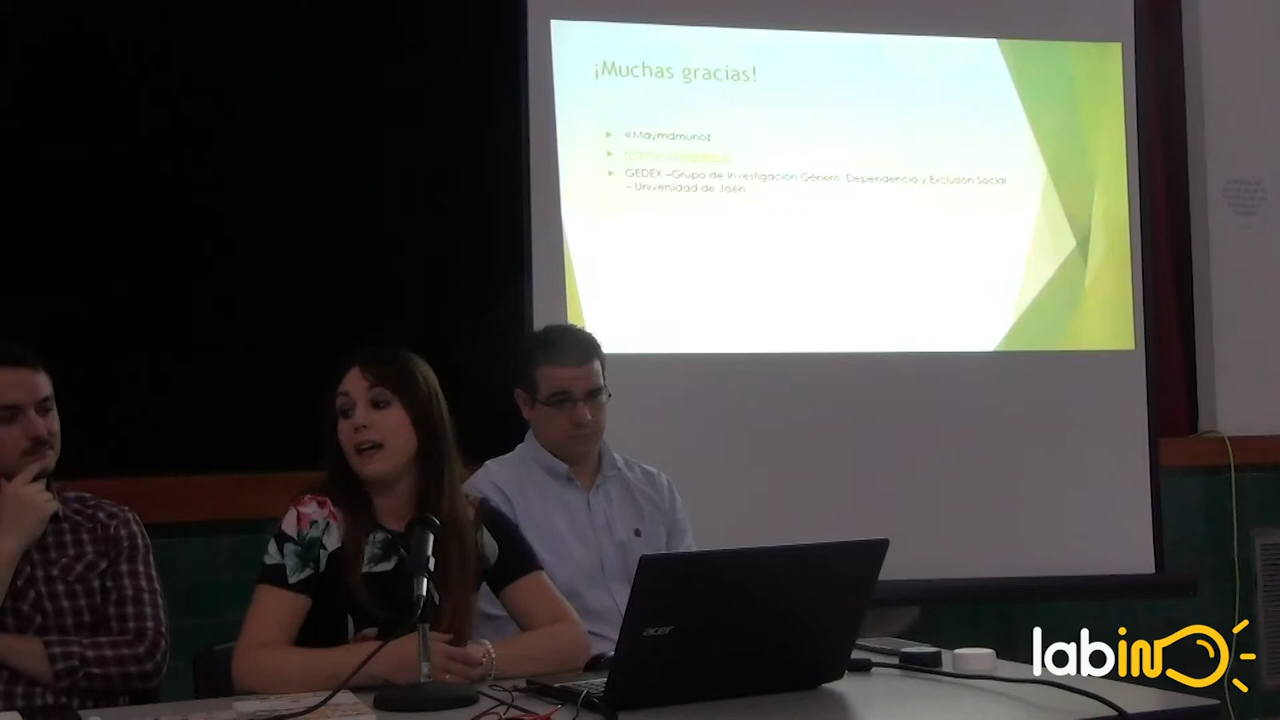 ¡Muchas gracias!
@Maymdmunoz
GEDEX –Grupo de Investigación Género, Dependencia y Exclusión Social
– Universidad de Jaén
acer
labin